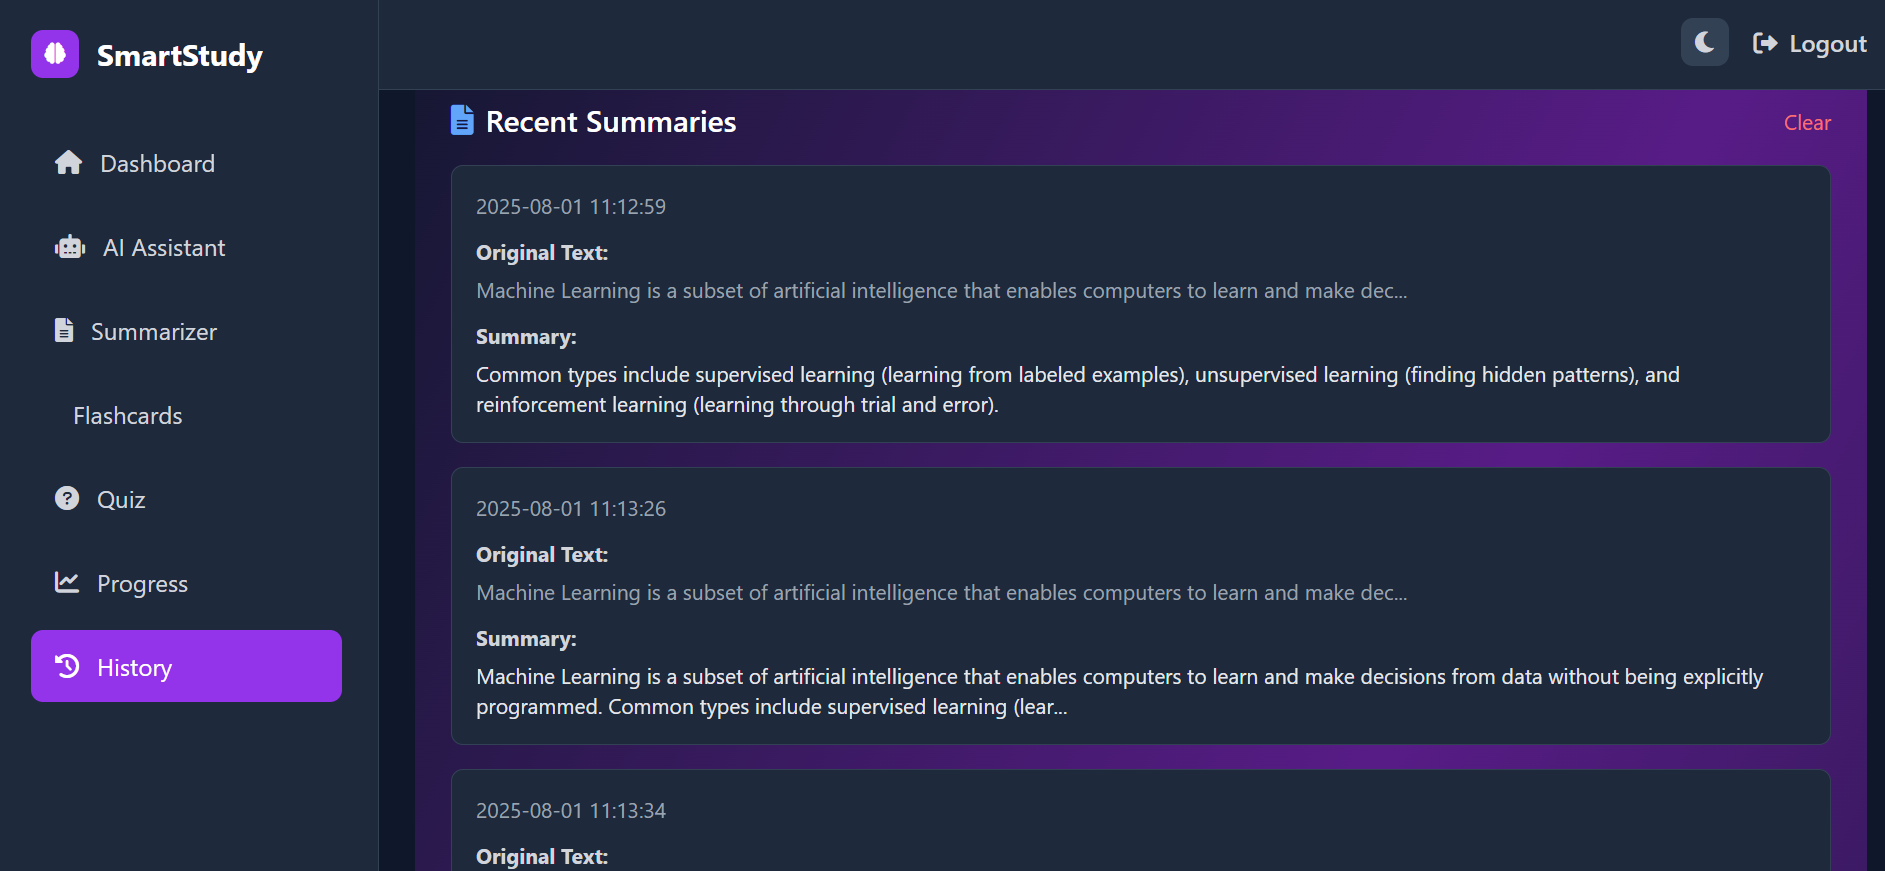 SmartStudy
Logout
Dashboard
AI Assistant
Summarizer
Flashcards
Quiz
Progress
History
Recent Summaries
Clear
2025-08-01 11:12:59
Original Text:
Machine Learning is a subset of artificial intelligence that enables computers to learn and make dec...
Summary:
Common types include supervised learning (learning from labeled examples), unsupervised learning (finding hidden patterns), and
reinforcement learning (learning through trial and error).
2025-08-01 11:13:26
Original Text:
Machine Learning is a subset of artificial intelligence that enables computers to learn and make dec...
Summary:
Machine Learning is a subset of artificial intelligence that enables computers to learn and make decisions from data without being explicitly
programmed. Common types include supervised learning (lear...
2025-08-01 11:13:34
Original Text: